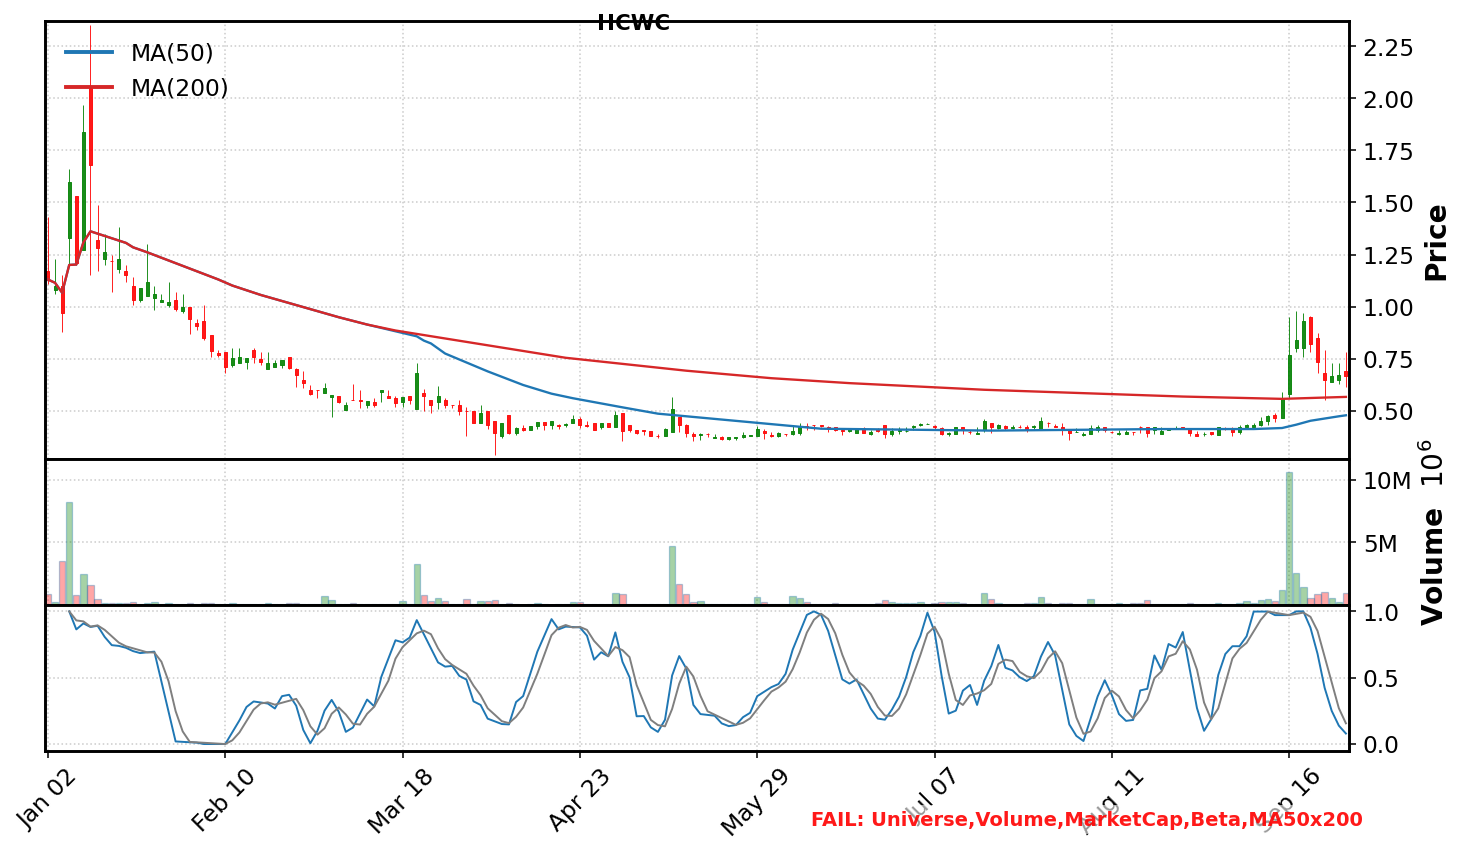 HCWC
MA(50)
MA(200)
2.25
2.00
1.75
1.50
1.25
1.00
0.75
0.50
Price
10M
5M
Volume 10^6
1.0
0.5
0.0
Jan 02
Feb 10
Mar 18
Apr 23
May 29
Jul 07
Aug 11
Sep 16
FAIL: Universe,Volume,MarketCap,Beta,MA50x200